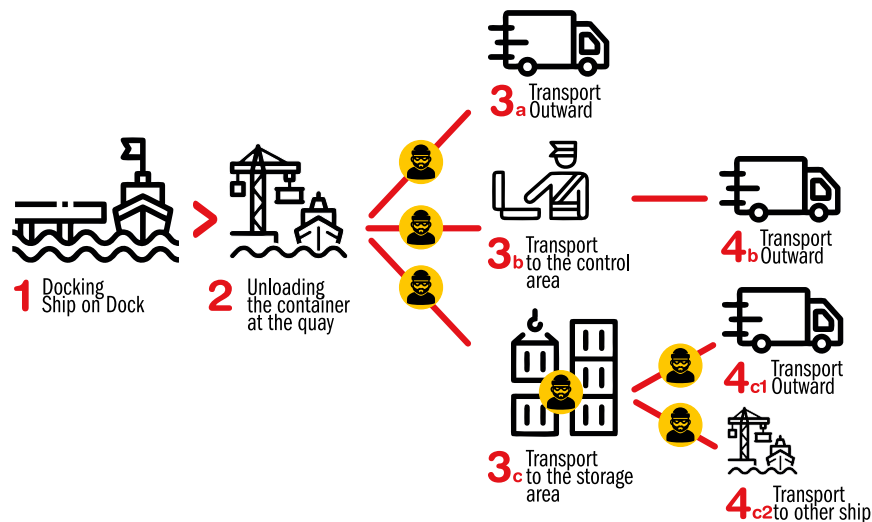 1 Docking
Ship on Dock
2 Unloading
the container
at the quay
3a Transport
Outward
3b Transport
to the control
area
3c Transport
to the storage
area
4b Transport
Outward
4c1 Transport
Outward
4c2 Transport
to other ship